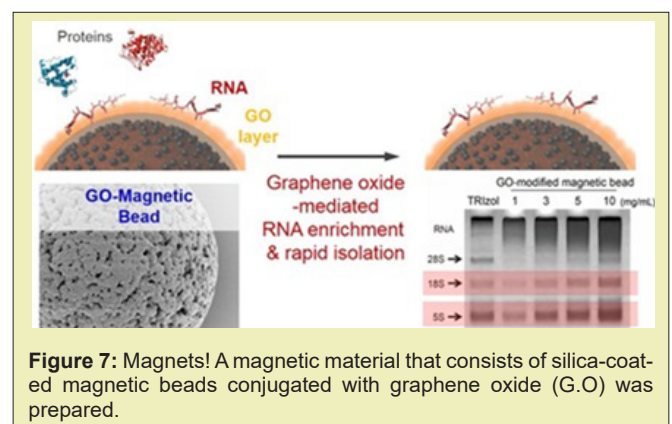 Proteins
RNA
GO
layer
GO-Magnetic
Bead
Graphene oxide
-mediated
RNA enrichment
& rapid isolation
GO-modified magnetic bead
TRIzol 1 3 5 10 (mg/mL)
RNA
28S
18S
5S
Figure 7: Magnets! A magnetic material that consists of silica-coat-
ed magnetic beads conjugated with graphene oxide (G.O) was
prepared.